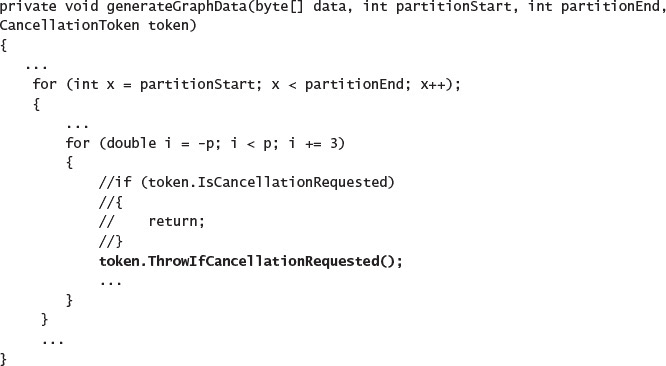 private void generateGraphData(byte[] data, int partitionStart, int partitionEnd,
CancellationToken token)
{
   ...
    for (int x = partitionStart; x < partitionEnd; x++);
    {
        ...
        for (double i = -p; i < p; i += 3)
        {
            //if (token.IsCancellationRequested)
            //{
            //    return;
            //}
            token.ThrowIfCancellationRequested();
            ...
        }
     }
     ...
}